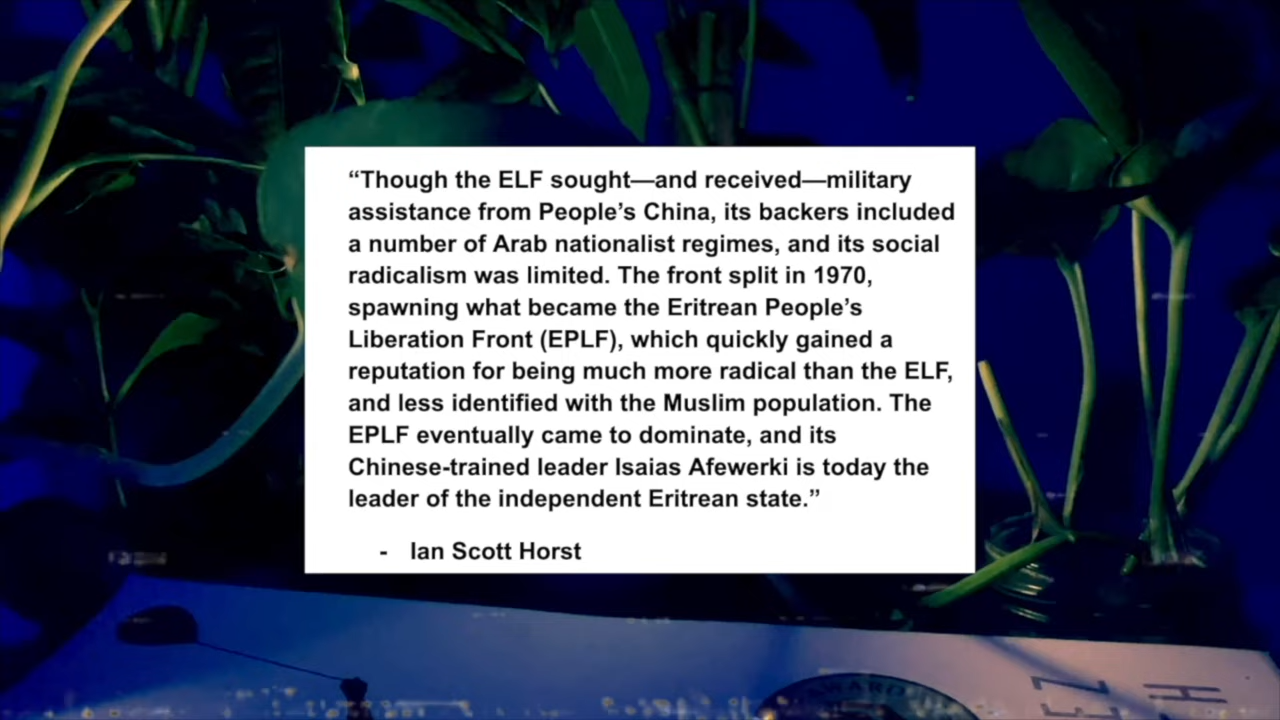 “Though the ELF sought—and received—military
assistance from People’s China, its backers included
a number of Arab nationalist regimes, and its social
radicalism was limited. The front split in 1970,
spawning what became the Eritrean People’s
Liberation Front (EPLF), which quickly gained a
reputation for being much more radical than the ELF,
and less identified with the Muslim population. The
EPLF eventually came to dominate, and its
Chinese-trained leader Isaias Afewerki is today the
leader of the independent Eritrean state.”
- Ian Scott Horst